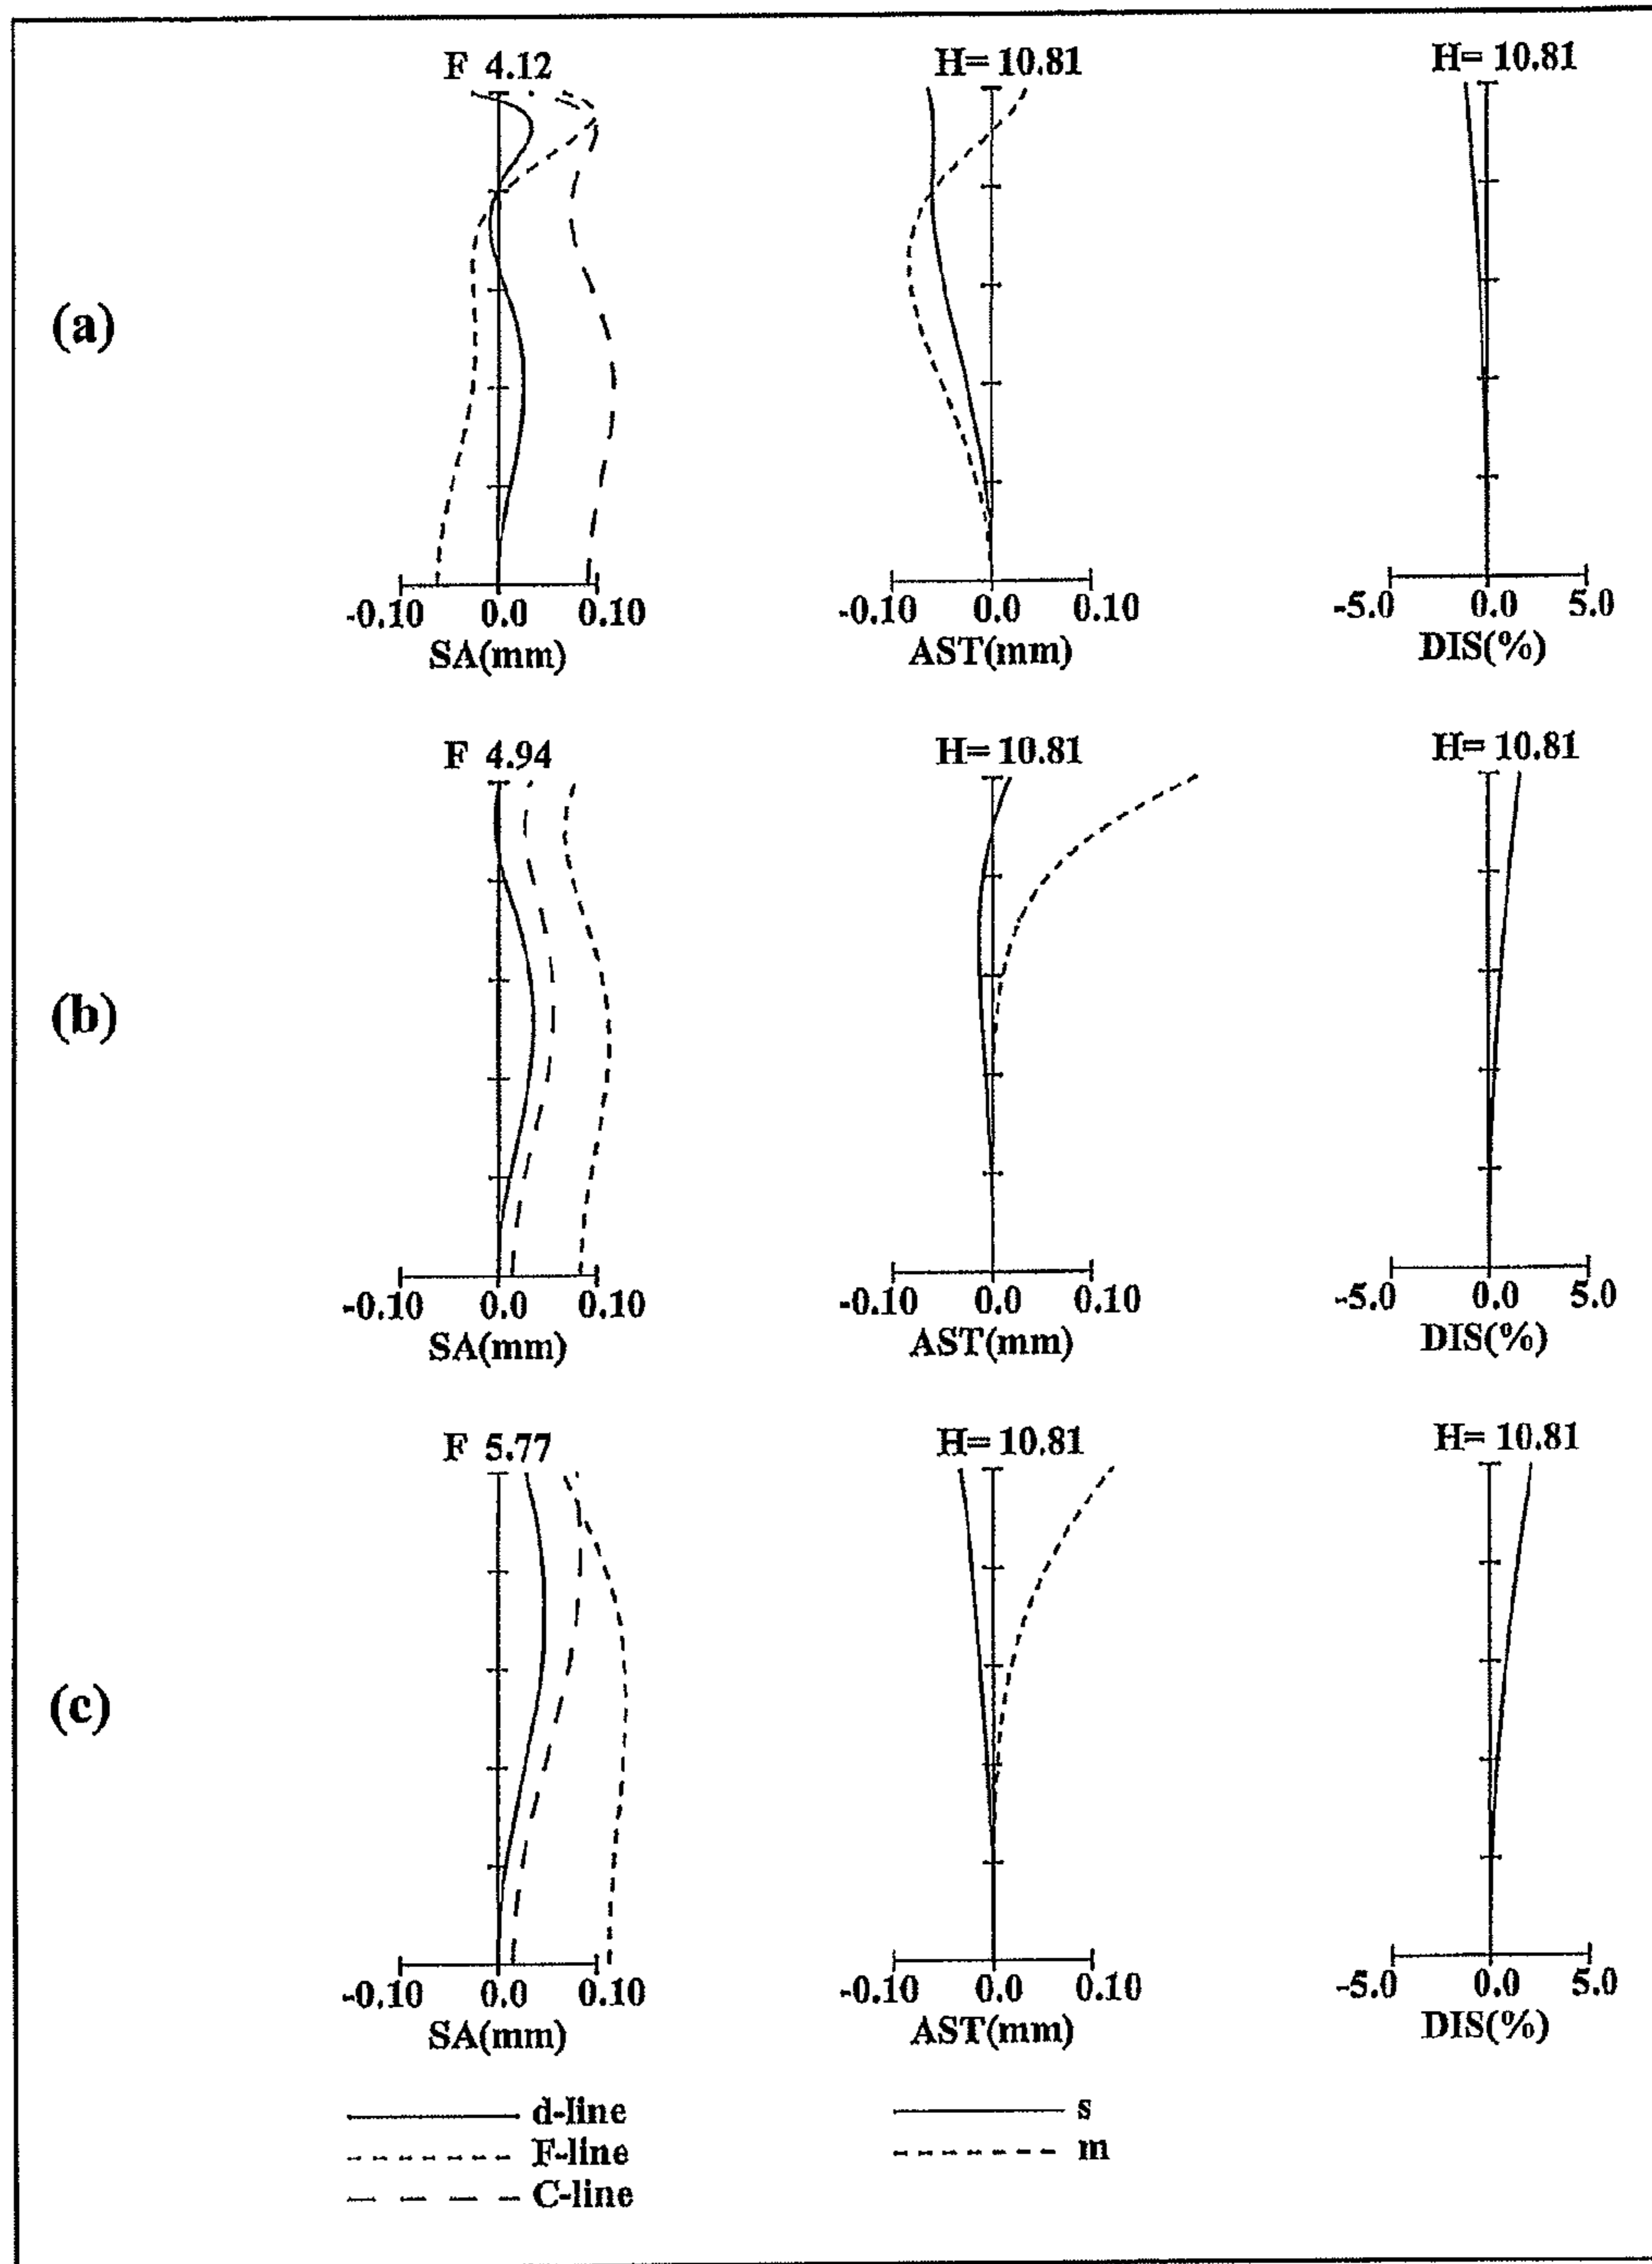 F 4.12 H= 10.81 H= 10.81
(a)
-0.10 0.0 0.10 -0.10 0.0 0.10 -5.0 0.0 5.0
SA(mm) AST(mm) DIS(%)
F 4.94 H= 10.81 H= 10.81
(b)
-0.10 0.0 0.10 -0.10 0.0 0.10 -5.0 0.0 5.0
SA(mm) AST(mm) DIS(%)
F 5.77 H= 10.81 H= 10.81
(c)
-0.10 0.0 0.10 -0.10 0.0 0.10 -5.0 0.0 5.0
SA(mm) AST(mm) DIS(%)
d-line s
F-line m
C-line